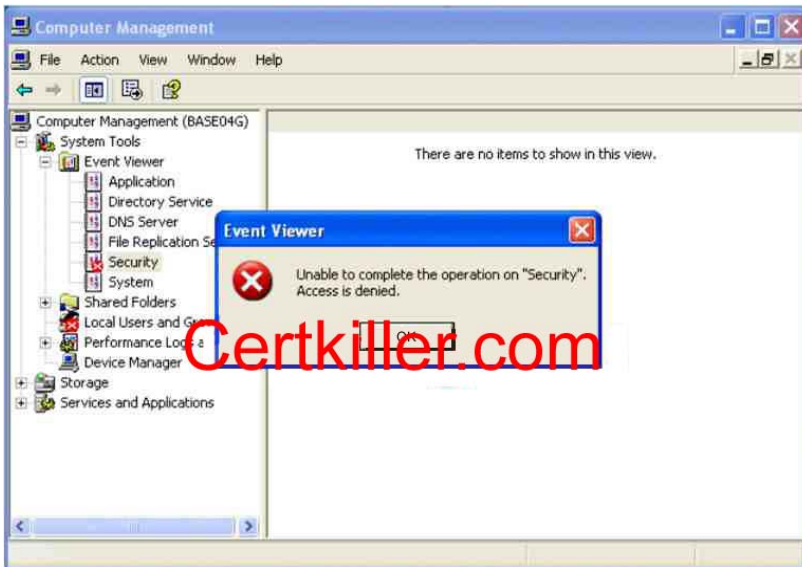 Computer Management
File Action View Window Help
Computer Management (BASE04G)
System Tools
Event Viewer
Application
Directory Service
DNS Server
File Replication Se
Security
System
Shared Folders
Local Users and Gr
Performance Logs a
Device Manager
Storage
Services and Applications
There are no items to show in this view.
Event Viewer
Unable to complete the operation on "Security".
Access is denied.
OK
Certkiller.com